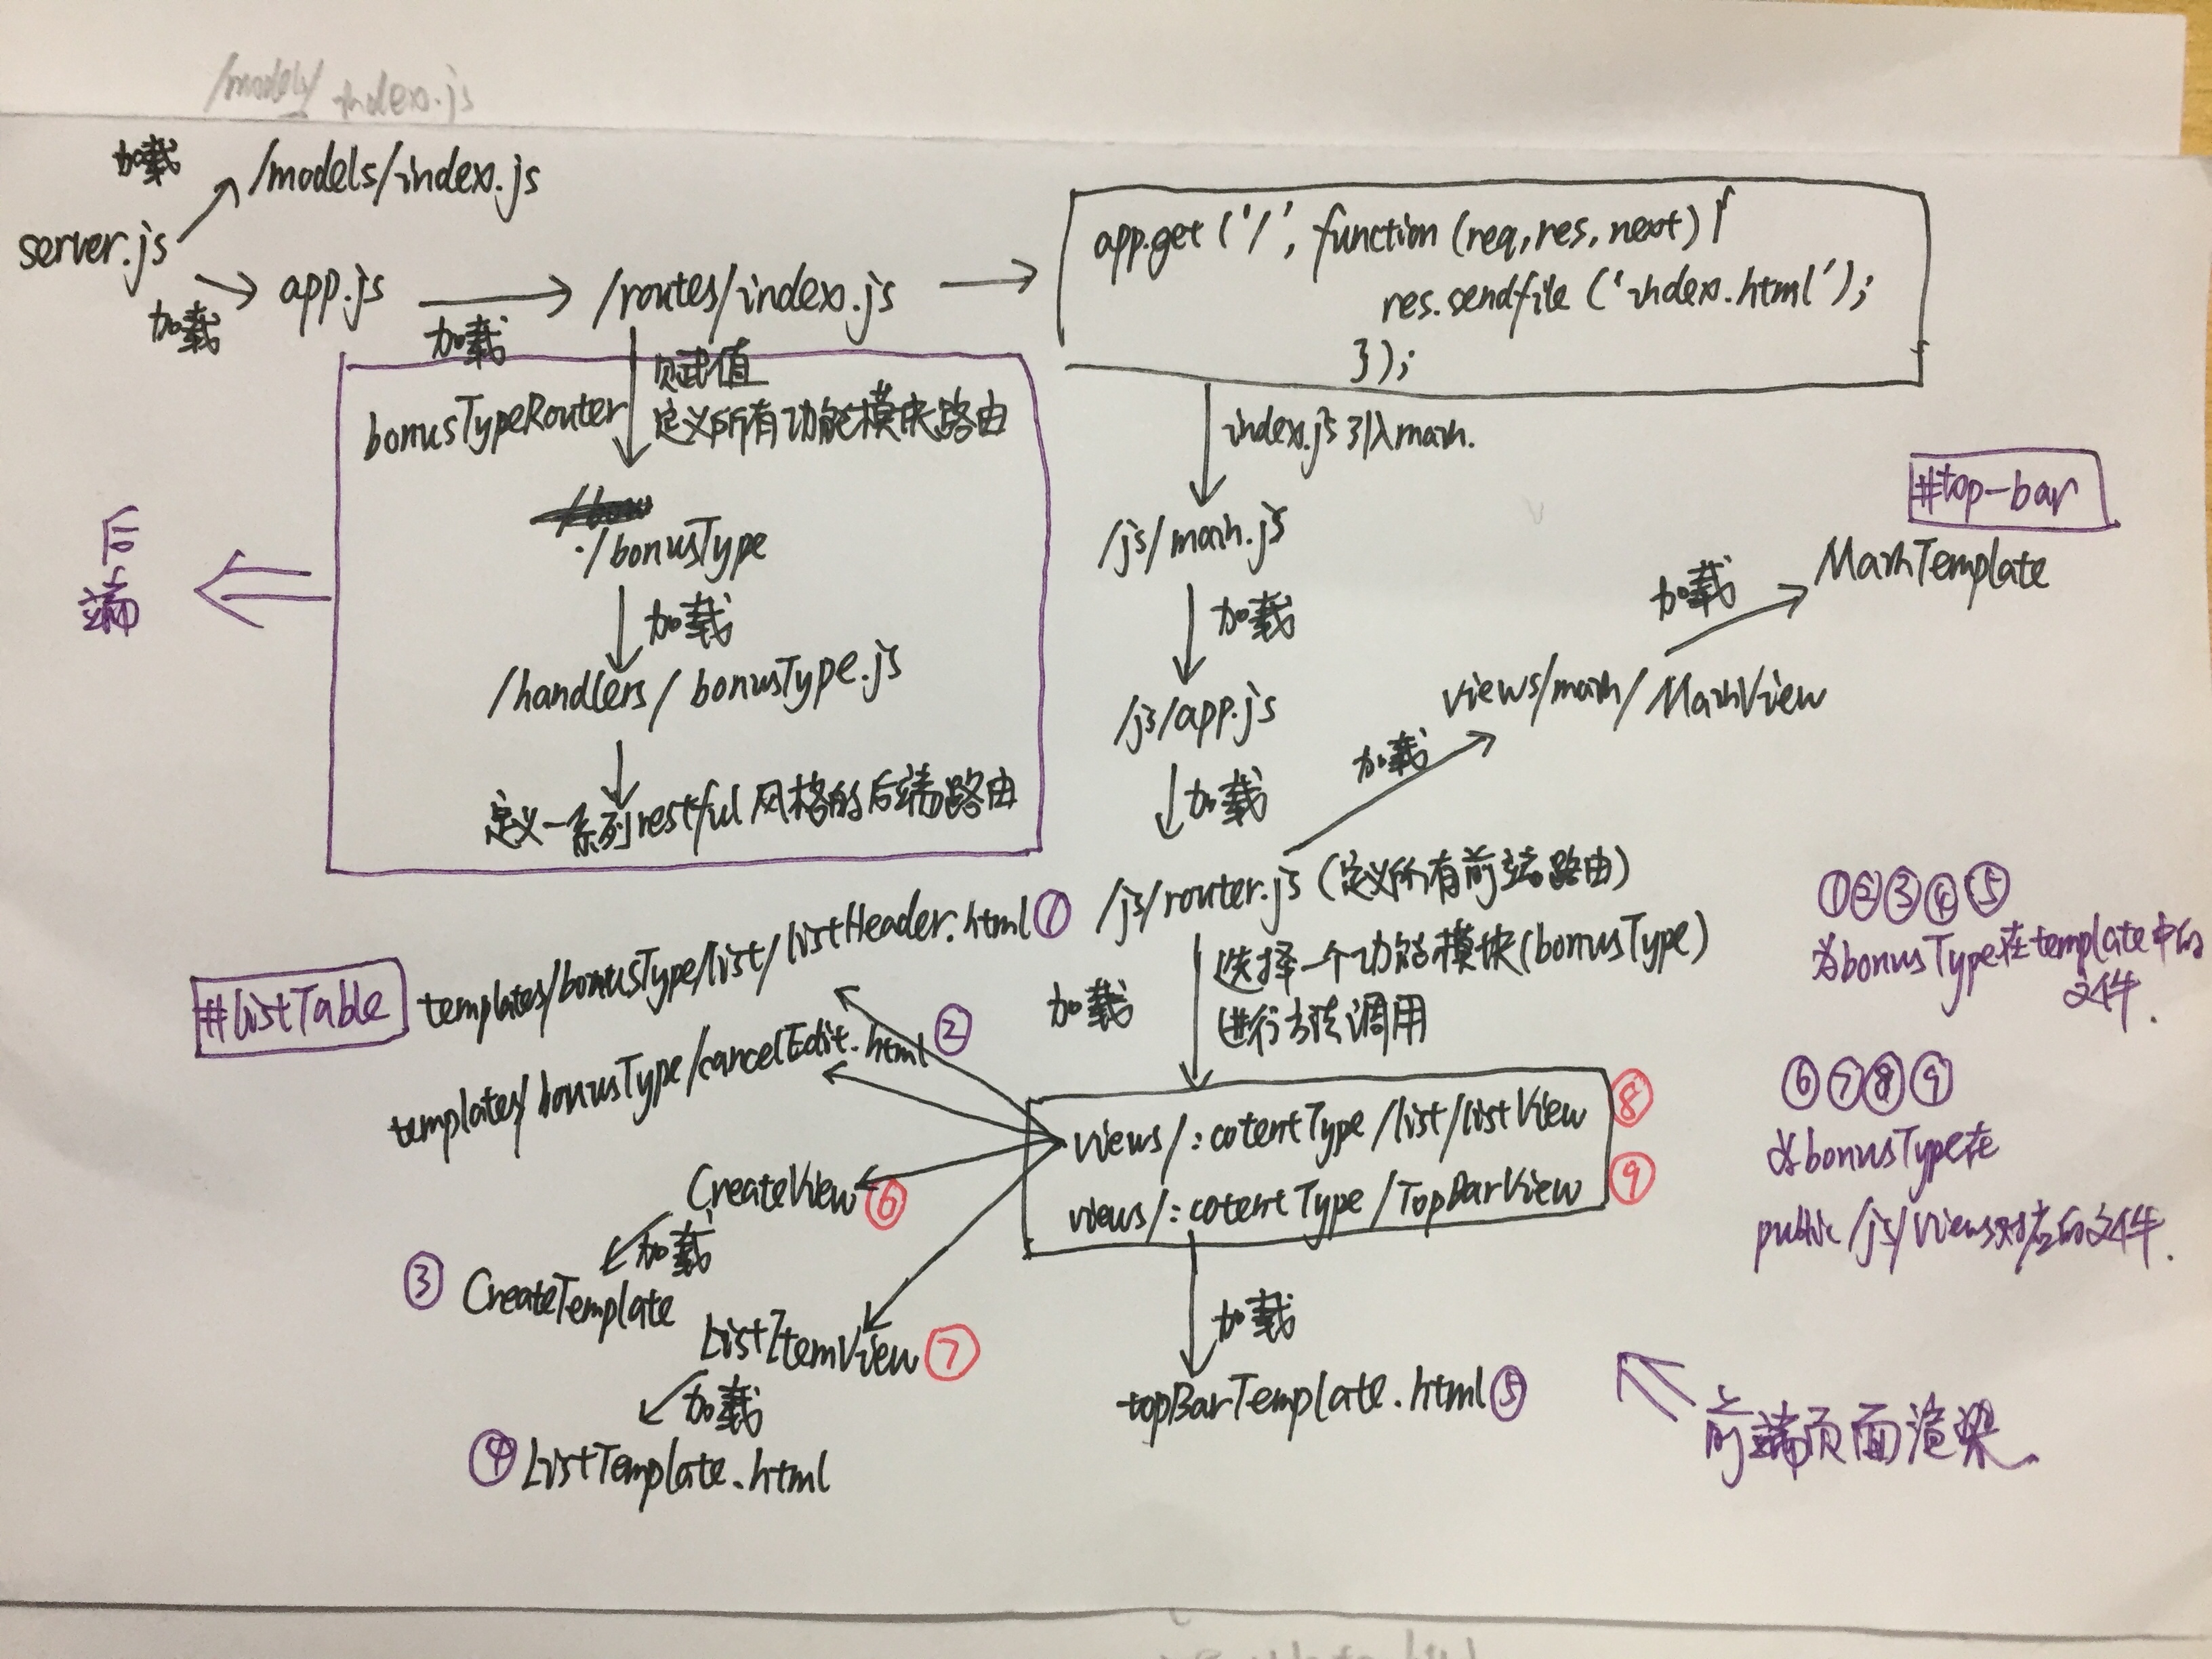 /models/index.js
加载
/models/index.js
server.js
加载
app.js
加载
/routes/index.js
app.get('/', function (req, res, next) {
res.sendfile ('index.html');
});
赋值
bonusTypeRouter
定义所有功能模块路由
./bonusType
加载
/handlers/bonusType.js
定义一系列restful风格的后端路由
后端
index.js引入main.
/js/main.js
加载
/js/app.js
加载
/js/router.js (定义所有前端路由)
加载
views/main/MainView
加载
MainTemplate
#top-bar
加载
选择一个功能模块(bonusType)
进行方法调用
views/:cotentType/list/listView ⑧
views/:cotentType/TopBarView ⑨
加载
topBarTemplate.html ⑤
templates/bonusType/list/listHeader.html ①
#listTable
templates/bonusType/cancelEdit.html ②
CreateView ⑥
加载
③ CreateTemplate
ListItemView ⑦
加载
④ ListTemplate.html
①②③④⑤
为bonusType在template中的
文件.
⑥⑦⑧⑨
为bonusType在
public/js/views对应的文件.
前端页面渲染